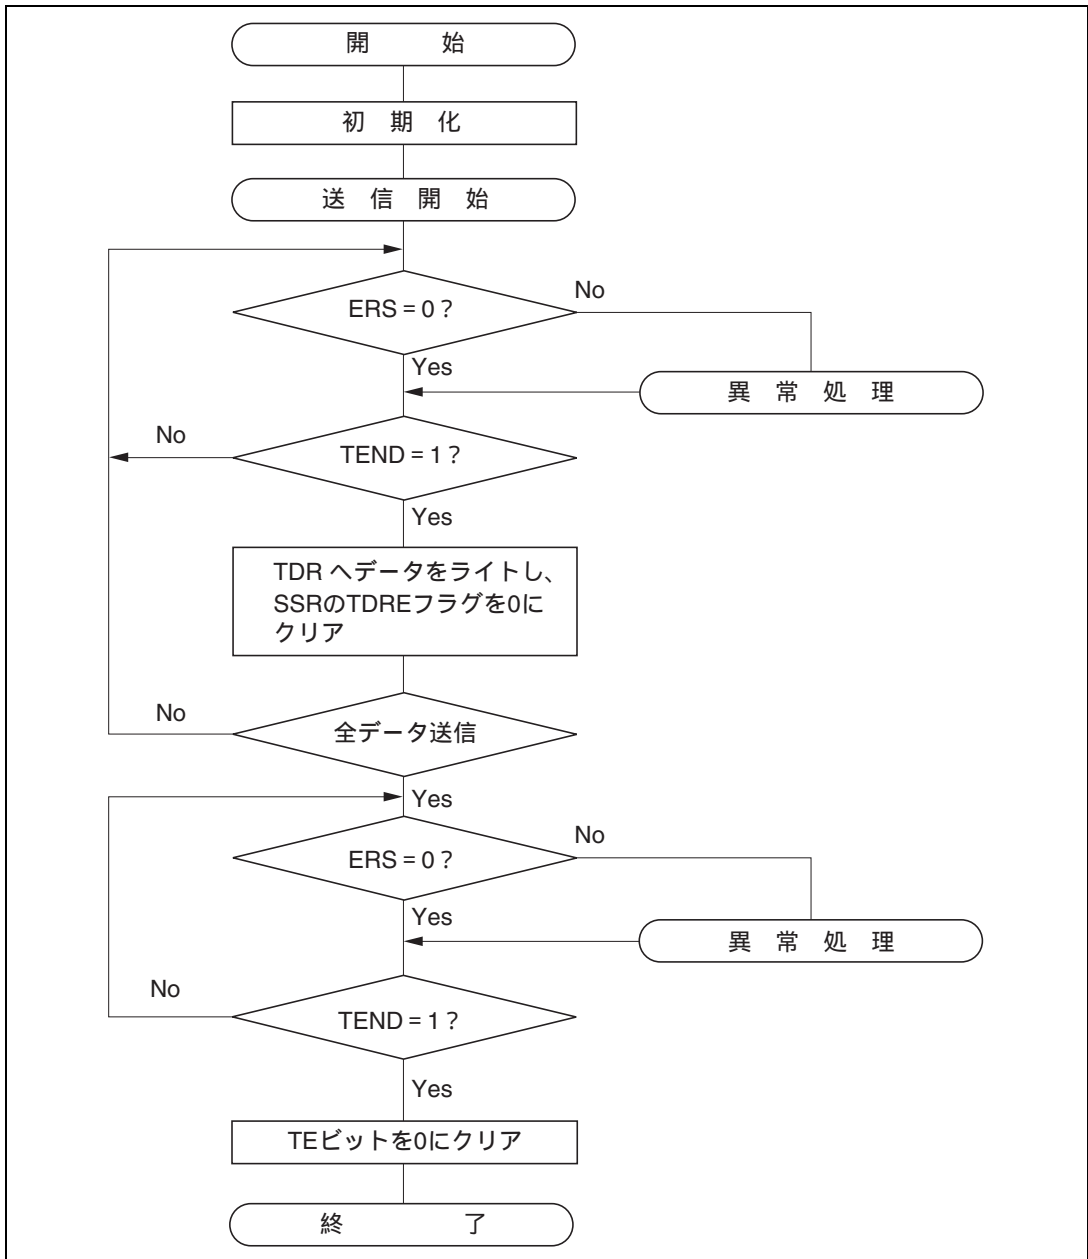 開始
初期化
送信開始
ERS = 0 ?
No
Yes
異常処理
No
TEND = 1 ?
Yes
TDR へデータをライトし、
SSRのTDREフラグを0に
クリア
No
全データ送信
Yes
ERS = 0 ?
No
Yes
異常処理
No
TEND = 1 ?
Yes
TEビットを0にクリア
終了